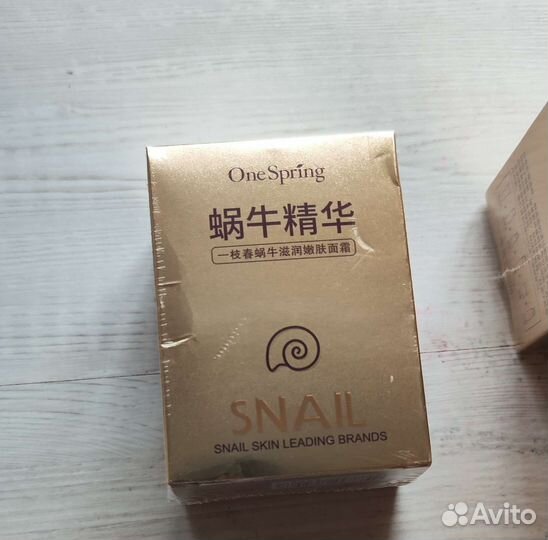 OneSpring
蜗牛精华
一枝春蜗牛滋润嫩肤面霜
SNAIL
SNAIL SKIN LEADING BRANDS
Avito